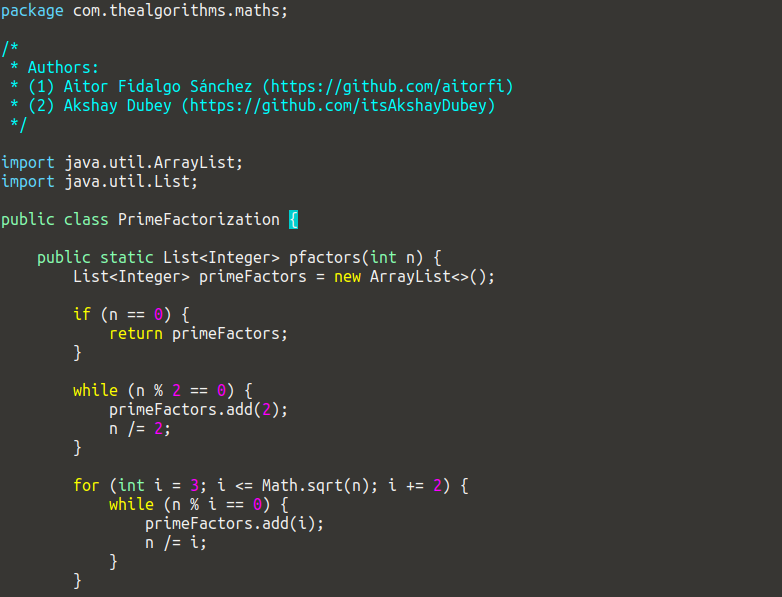 package com.thealgorithms.maths;

/*
 * Authors:
 * (1) Aitor Fidalgo Sánchez (https://github.com/aitorfi)
 * (2) Akshay Dubey (https://github.com/itsAkshayDubey)
 */

import java.util.ArrayList;
import java.util.List;

public class PrimeFactorization {

    public static List<Integer> pfactors(int n) {
        List<Integer> primeFactors = new ArrayList<>();

        if (n == 0) {
            return primeFactors;
        }

        while (n % 2 == 0) {
            primeFactors.add(2);
            n /= 2;
        }

        for (int i = 3; i <= Math.sqrt(n); i += 2) {
            while (n % i == 0) {
                primeFactors.add(i);
                n /= i;
            }
        }